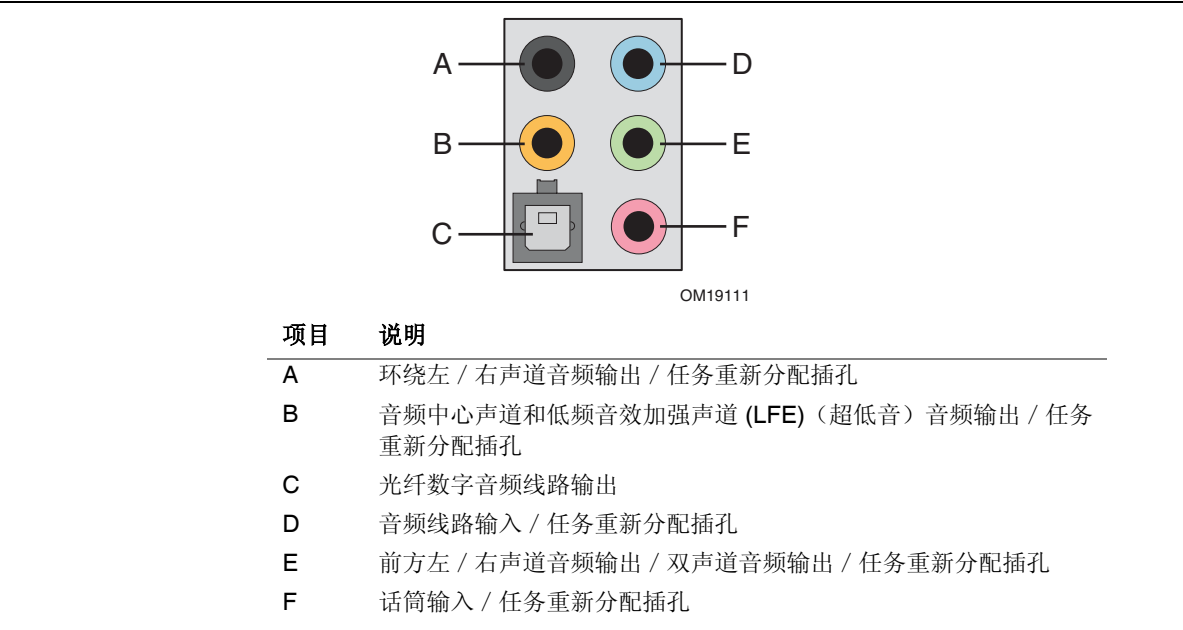 A
D
B
E
C
F
OM19111
项目 说明
A 环绕左 / 右声道音频输出 / 任务重新分配插孔
B 音频中心声道和低频音效加强声道 (LFE)（超低音）音频输出 / 任务
重新分配插孔
C 光纤数字音频线路输出
D 音频线路输入 / 任务重新分配插孔
E 前方左 / 右声道音频输出 / 双声道音频输出 / 任务重新分配插孔
F 话筒输入 / 任务重新分配插孔